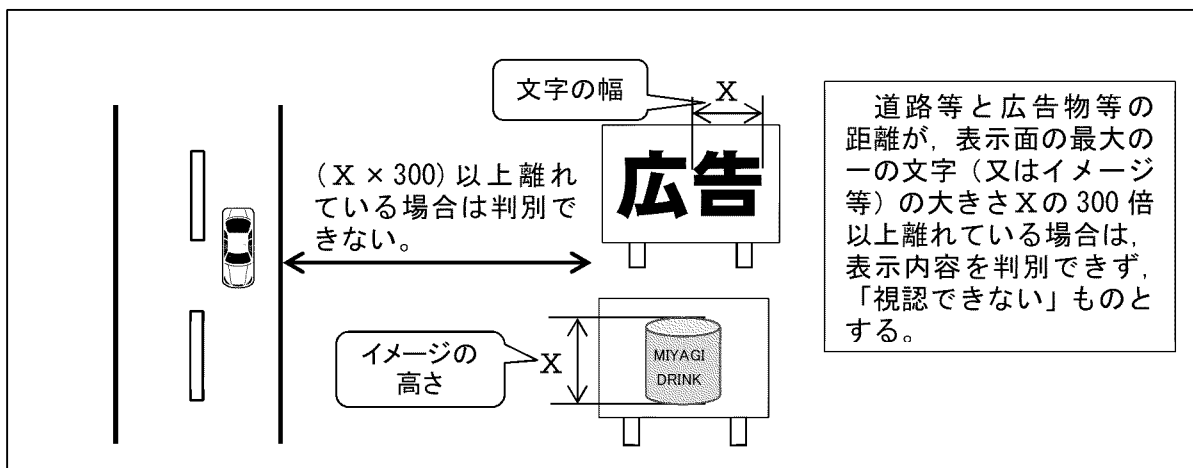 文字の幅
X
広告
(X×300)以上離れ
ている場合は判別で
きない。
イメージの
高さ
X
MIYAGI
DRINK
道路等と広告物等の
距離が，表示面の最大の
一の文字（又はイメージ
等）の大きさXの300倍
以上離れている場合は，
表示内容を判別できず，
「視認できない」ものと
する。